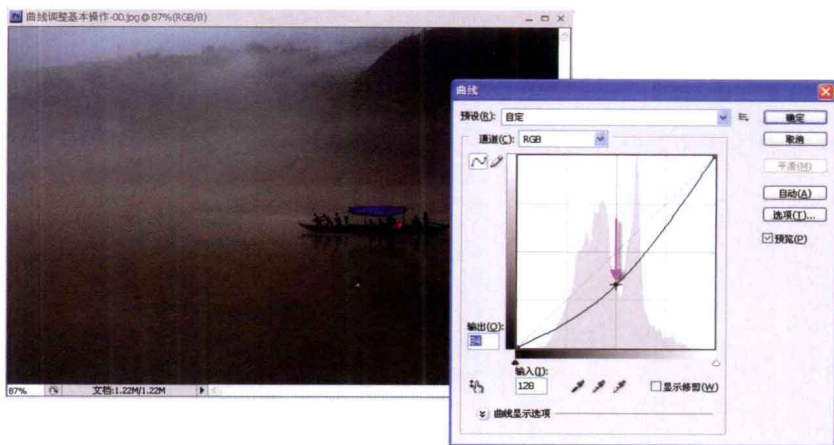 曲线调整基本操作-00.jpg @ 87%(RGB/8)
87%
文档:1.22M/1.22M
曲线
预设(R): 自定
确定
通道(C): RGB
取消
平滑(M)
自动(A)
选项(T)...
预览(P)
输出(O):
84
输入(I):
128
显示修剪(W)
曲线显示选项